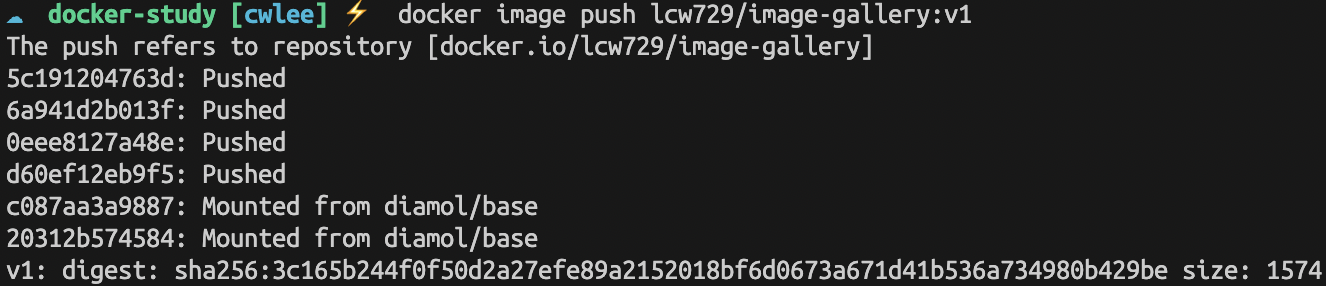 docker-study [cwlee] ⚡ docker image push lcw729/image-gallery:v1
The push refers to repository [docker.io/lcw729/image-gallery]
5c191204763d: Pushed
6a941d2b013f: Pushed
0eee8127a48e: Pushed
d60ef12eb9f5: Pushed
c087aa3a9887: Mounted from diamol/base
20312b574584: Mounted from diamol/base
v1: digest: sha256:3c165b244f0f50d2a27efe89a2152018bf6d0673a671d41b536a734980b429be size: 1574